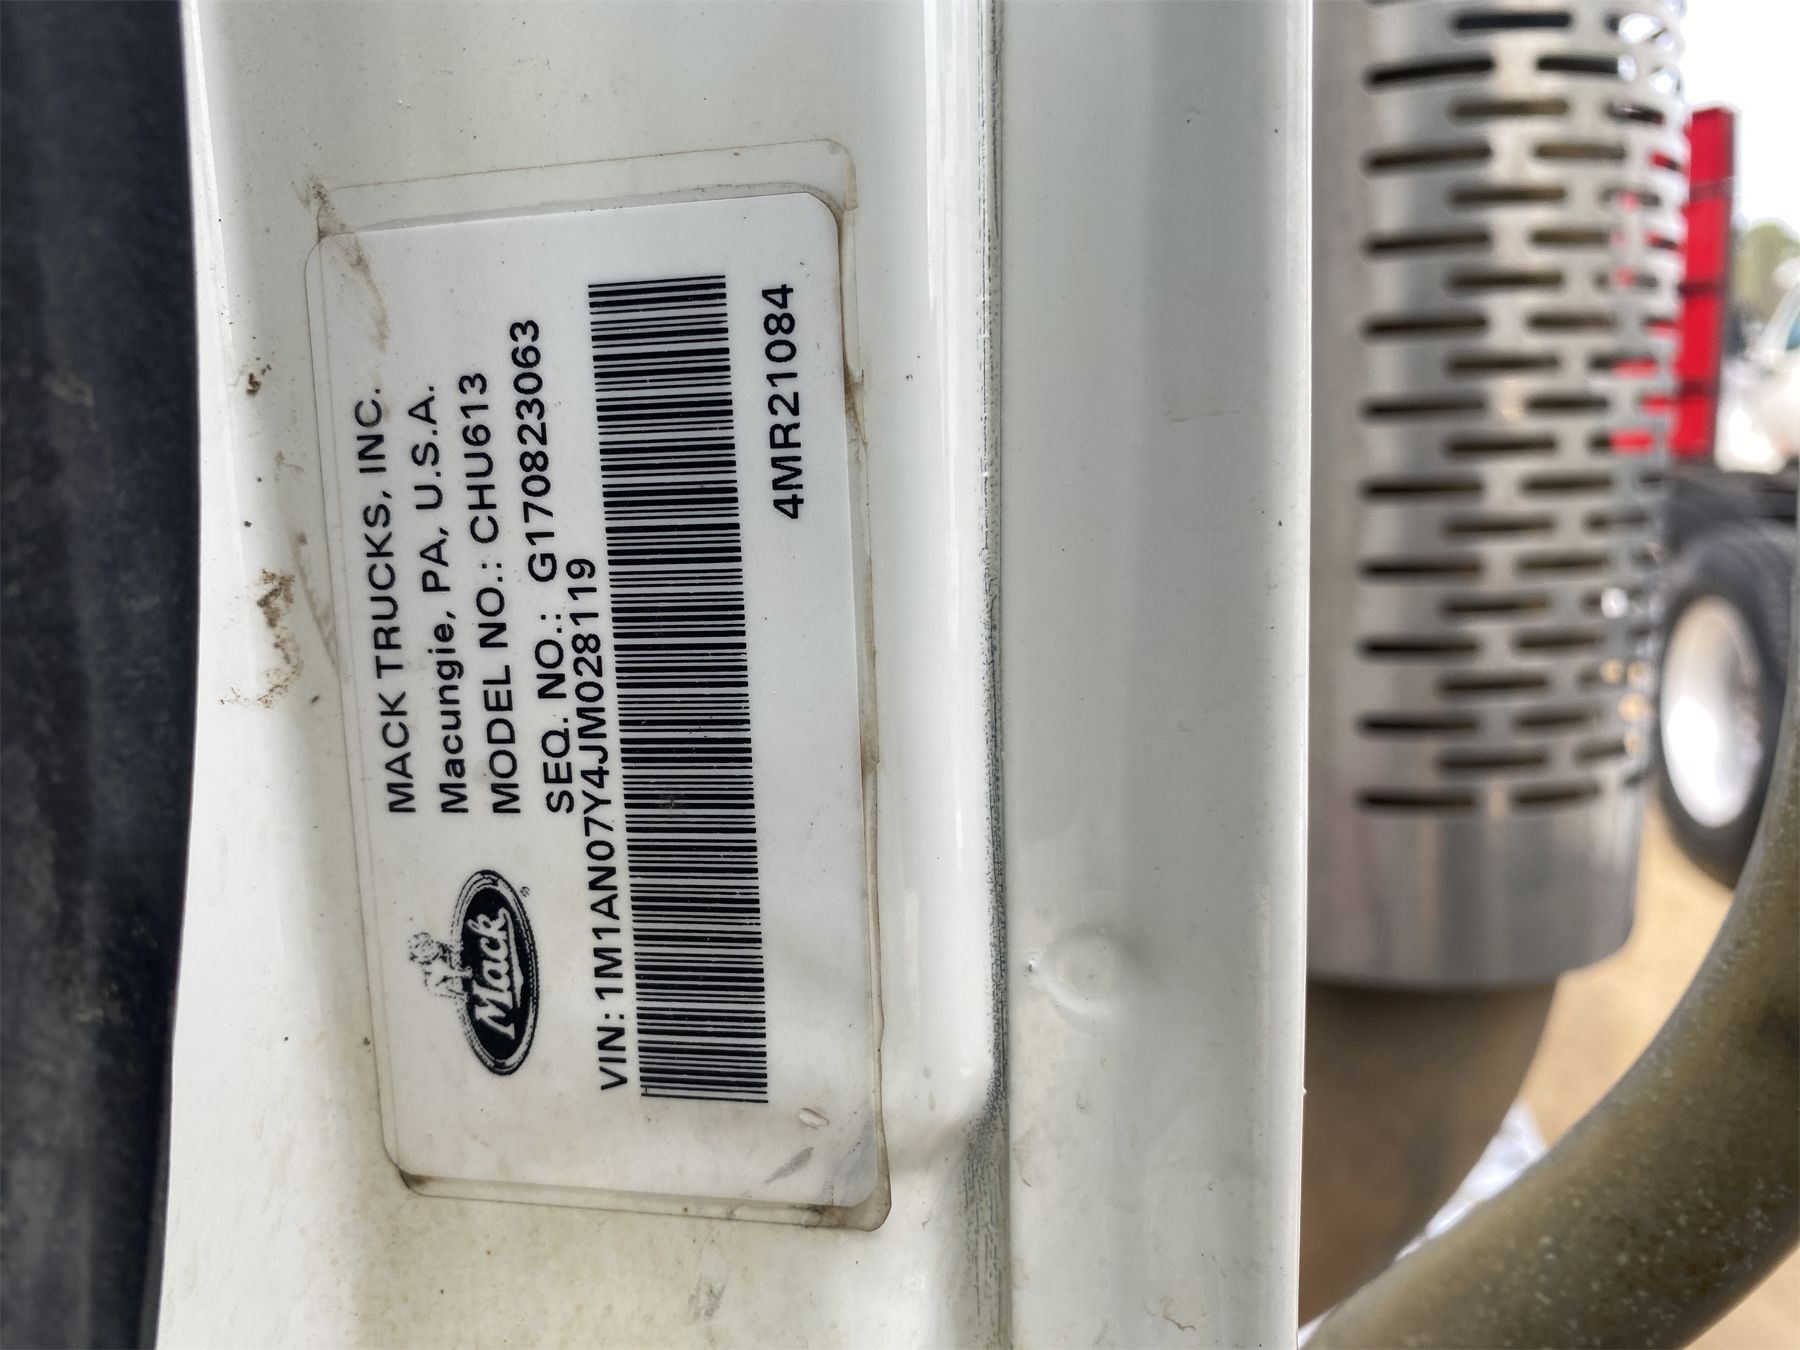 MACK TRUCKS, INC.
Macungie, PA, U.S.A.
MODEL NO.: CHU613
SEQ. NO.: G170823063
Mack®
VIN: 1M1AN07Y4JM028119
4MR21084